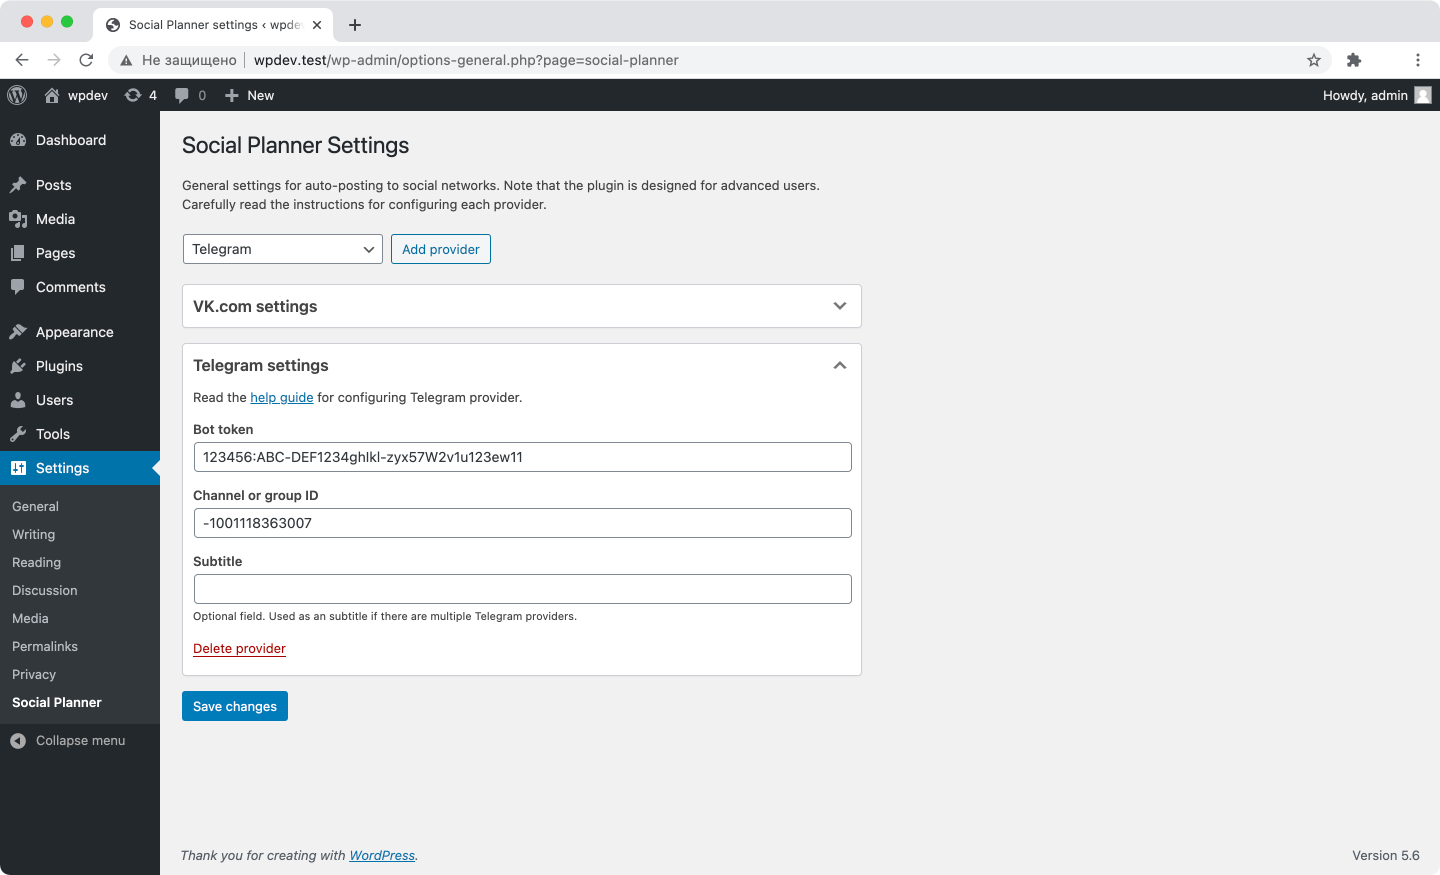 Social Planner settings ‹ wpde
Не защищено wpdev.test/wp-admin/options-general.php?page=social-planner
wpdev 4 0 New Howdy, admin
Dashboard
Posts
Media
Pages
Comments
Appearance
Plugins
Users
Tools
Settings
General
Writing
Reading
Discussion
Media
Permalinks
Privacy
Social Planner
Collapse menu
Social Planner Settings
General settings for auto-posting to social networks. Note that the plugin is designed for advanced users.
Carefully read the instructions for configuring each provider.
Telegram Add provider
VK.com settings
Telegram settings
Read the help guide for configuring Telegram provider.
Bot token
123456:ABC-DEF1234ghIkl-zyx57W2v1u123ew11
Channel or group ID
-1001118363007
Subtitle
Optional field. Used as an subtitle if there are multiple Telegram providers.
Delete provider
Save changes
Thank you for creating with WordPress. Version 5.6